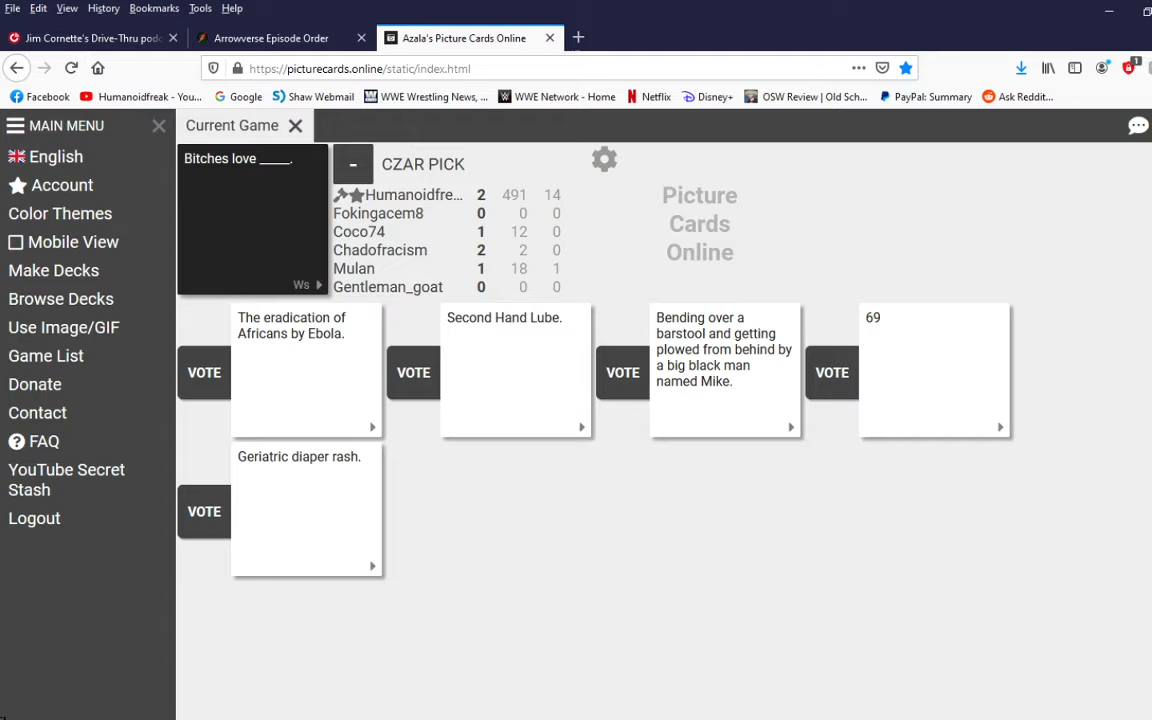 File Edit View History Bookmarks Tools Help
Jim Cornette's Drive-Thru podc
Arrowverse Episode Order
Azala's Picture Cards Online
https://picturecards.online/static/index.html
1
Facebook
Humanoidfreak - You...
Google
Shaw Webmail
WWE Wrestling News, ...
WWE Network - Home
Netflix
Disney+
OSW Review | Old Sch...
PayPal: Summary
Ask Reddit...
MAIN MENU
English
Account
Color Themes
Mobile View
Make Decks
Browse Decks
Use Image/GIF
Game List
Donate
Contact
FAQ
YouTube Secret
Stash
Logout
Current Game
Bitches love _____.
Ws
-
CZAR PICK
Humanoidfre... 2 491 14
Fokingacem8 0 0 0
Coco74 1 12 0
Chadofracism 2 2 0
Mulan 1 18 1
Gentleman_goat 0 0 0
Picture
Cards
Online
VOTE
The eradication of
Africans by Ebola.
VOTE
Second Hand Lube.
VOTE
Bending over a
barstool and getting
plowed from behind by
a big black man
named Mike.
VOTE
69
VOTE
Geriatric diaper rash.